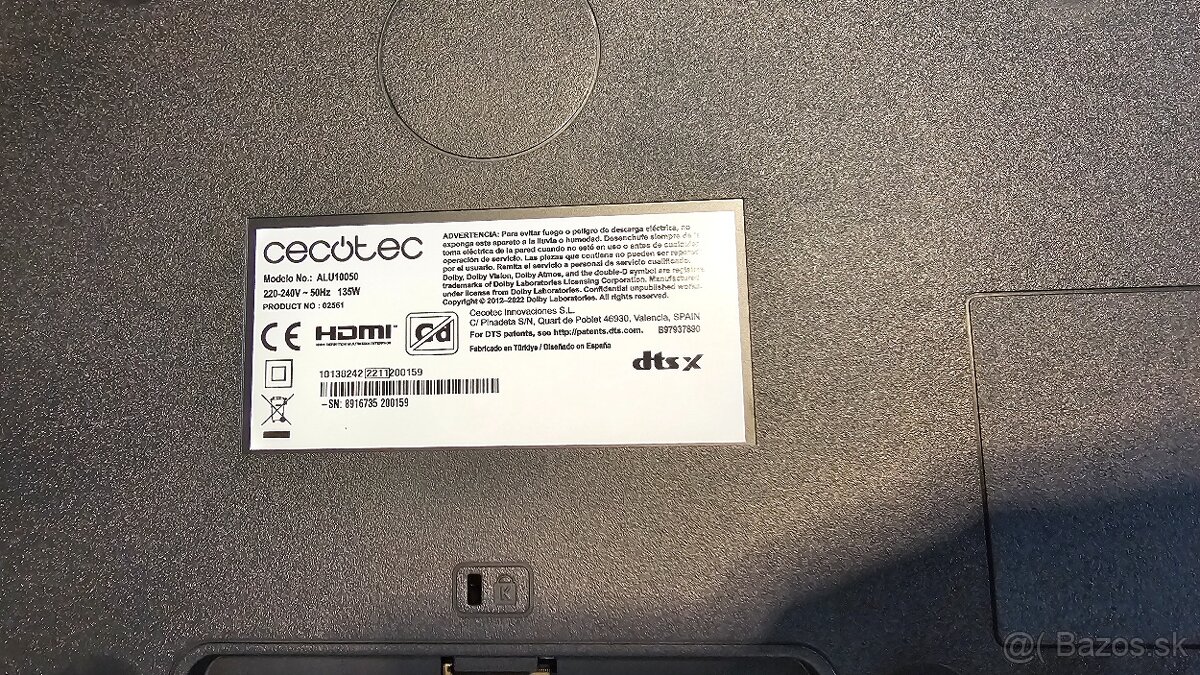 cecotec
Modelo No.: ALU10050
220-240V ~ 50Hz 135W
PRODUCT NO : 02561
ADVERTENCIA: Para evitar fuego o peligro de descarga eléctrica, no
exponga este aparato a la lluvia o humedad. Desenchufe siempre de la
toma eléctrica de la pared cuando no esté en uso o antes de cualquier
operación de servicio. Las piezas que contiene no pueden ser reparadas
por el usuario. Remita el servicio a personal de servicio cualificado.
Dolby, Dolby Vision, Dolby Atmos, and the double-D symbol are registered
trademarks of Dolby Laboratories Licensing Corporation. Manufactured
under license from Dolby Laboratories. Confidential unpublished works.
Copyright © 2012–2022 Dolby Laboratories. All rights reserved.
Cecotec Innovaciones S.L.
C/ Pinadeta S/N, Quart de Poblet 46930, Valencia, SPAIN
For DTS patents, see http://patents.dts.com. B97937890
Fabricado en Türkiye / Diseñado en España
CE HDMI
dts x
10138242 2211 200159
–SN: 8916735 200159
K
@( Bazos.sk